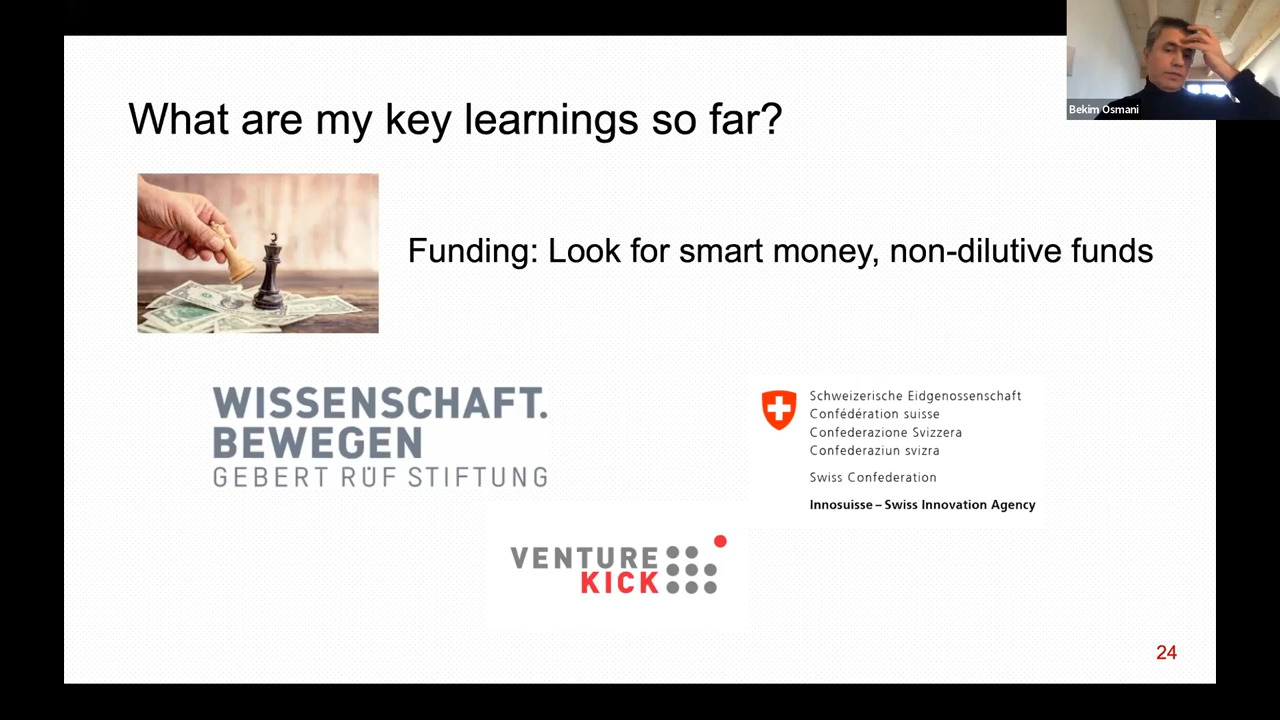 Bekim Osmani
What are my key learnings so far?
Funding: Look for smart money, non-dilutive funds
WISSENSCHAFT.
BEWEGEN
GEBERT RÜF STIFTUNG
Schweizerische Eidgenossenschaft
Confédération suisse
Confederazione Svizzera
Confederaziun svizra
Swiss Confederation
Innosuisse – Swiss Innovation Agency
VENTURE
KICK
24